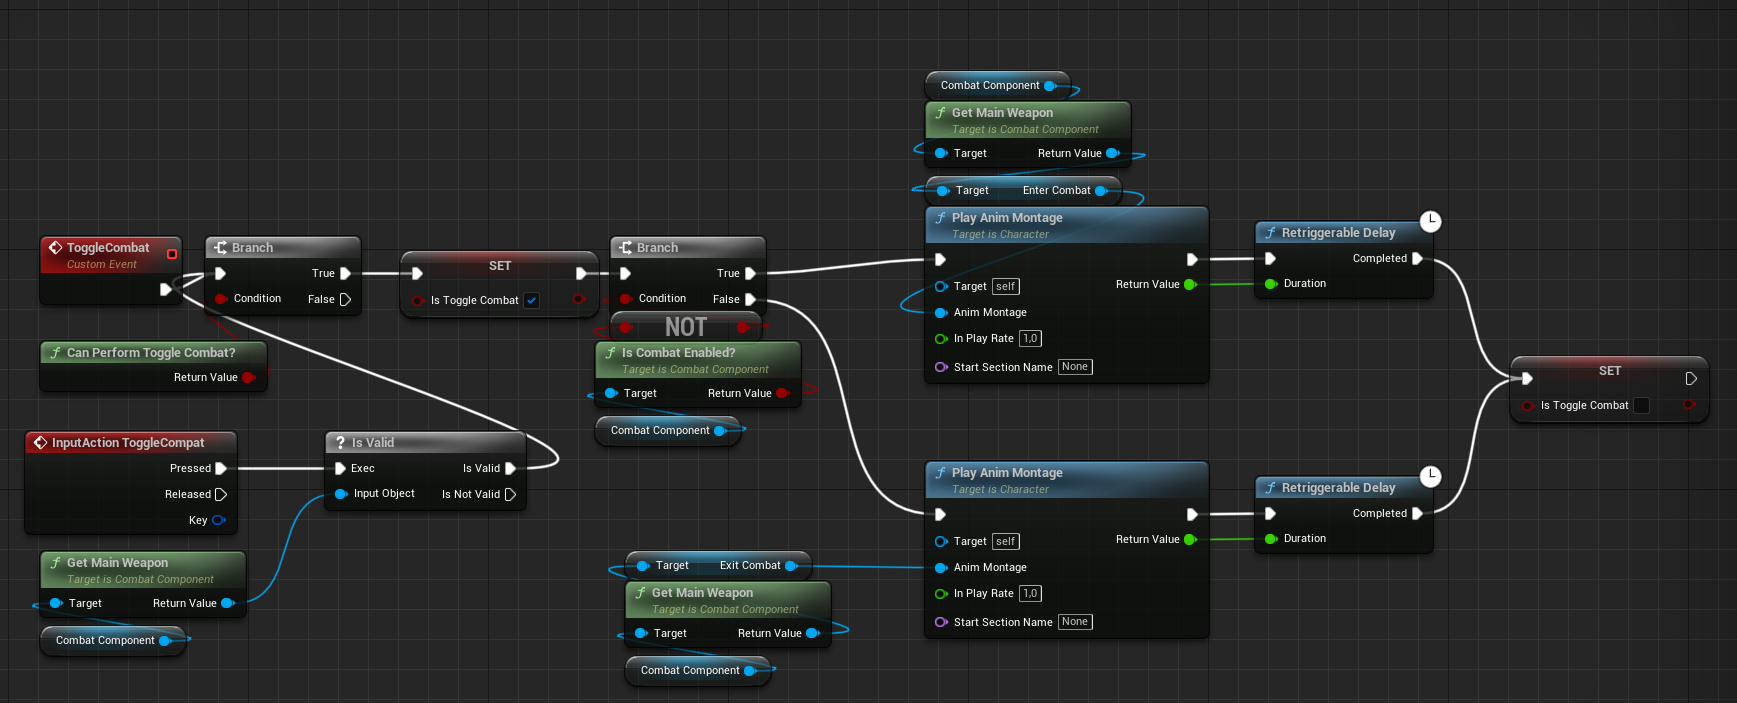 ToggleCombat
Custom Event
Branch
True
Condition
False
Can Perform Toggle Combat?
Return Value
SET
Is Toggle Combat
Branch
True
Condition
False
NOT
Is Combat Enabled?
Target is Combat Component
Target
Return Value
Combat Component
InputAction ToggleCompat
Pressed
Released
Key
Is Valid
Exec
Is Valid
Input Object
Is Not Valid
Get Main Weapon
Target is Combat Component
Target
Return Value
Combat Component
Combat Component
Get Main Weapon
Target is Combat Component
Target
Return Value
Target
Enter Combat
Play Anim Montage
Target is Character
Target self
Return Value
Anim Montage
In Play Rate 1,0
Start Section Name None
Retriggerable Delay
Completed
Duration
Target
Exit Combat
Get Main Weapon
Target is Combat Component
Target
Return Value
Combat Component
Play Anim Montage
Target is Character
Target self
Return Value
Anim Montage
In Play Rate 1,0
Start Section Name None
Retriggerable Delay
Completed
Duration
SET
Is Toggle Combat